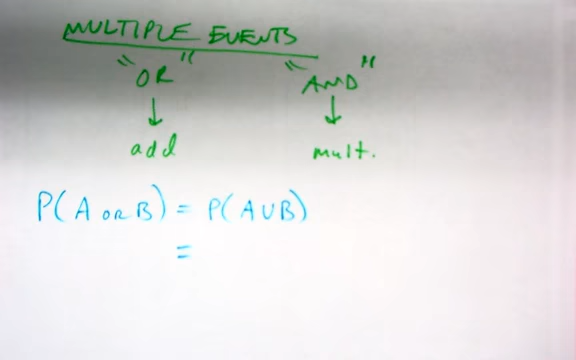 MULTIPLE EVENTS
"OR" "AND"
↓ ↓
add mult.
P(A OR B) = P(A∪B)
=